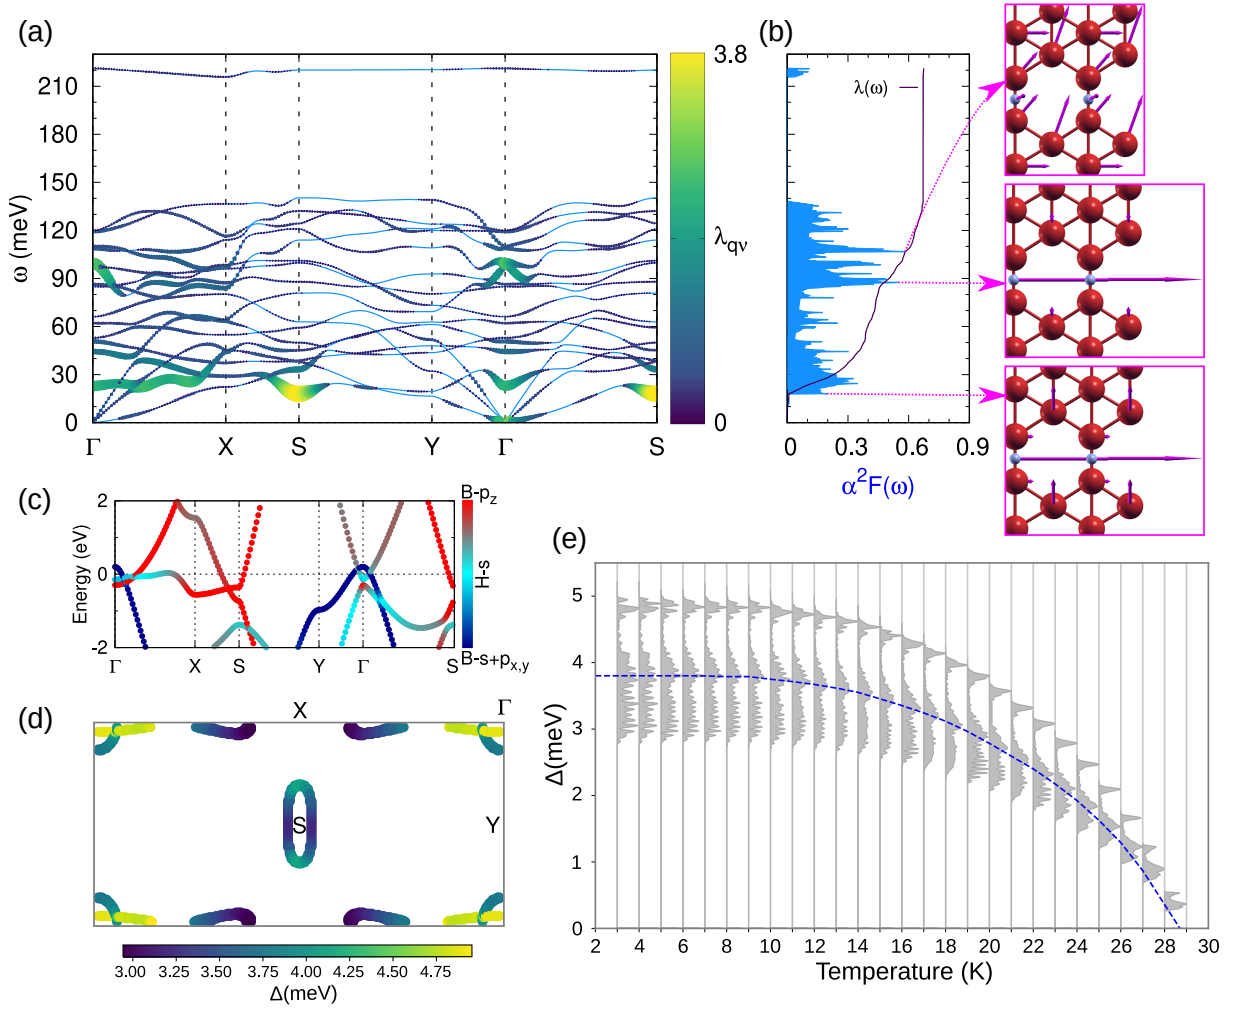 (a)
ω (meV)
210
180
150
120
90
60
30
0
Γ X S Y Γ S
3.8
λqν
0
(b)
λ(ω)
0 0.3 0.6 0.9
α²F(ω)
(c)
Energy (eV)
2
0
-2
Γ X S Y Γ S
B-pz
H-s
B-s+px,y
(d)
X Γ
S Y
3.00 3.25 3.50 3.75 4.00 4.25 4.50 4.75
Δ(meV)
(e)
Δ(meV)
5
4
3
2
1
0
2 4 6 8 10 12 14 16 18 20 22 24 26 28 30
Temperature (K)